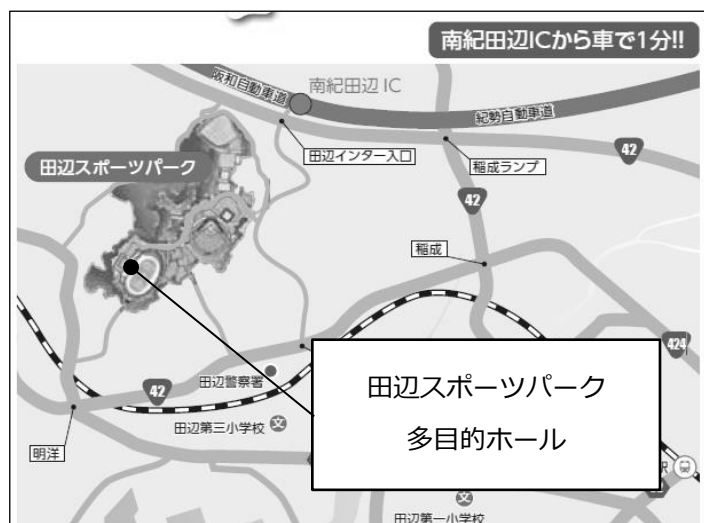 南紀田辺ICから車で1分!!
阪和自動車道
南紀田辺 IC
紀勢自動車道
田辺インター入口
稲成ランプ
42
田辺スポーツパーク
42
稲成
424
田辺スポーツパーク
多目的ホール
42
田辺警察署
田辺第三小学校
文
明洋
文
田辺第一小学校